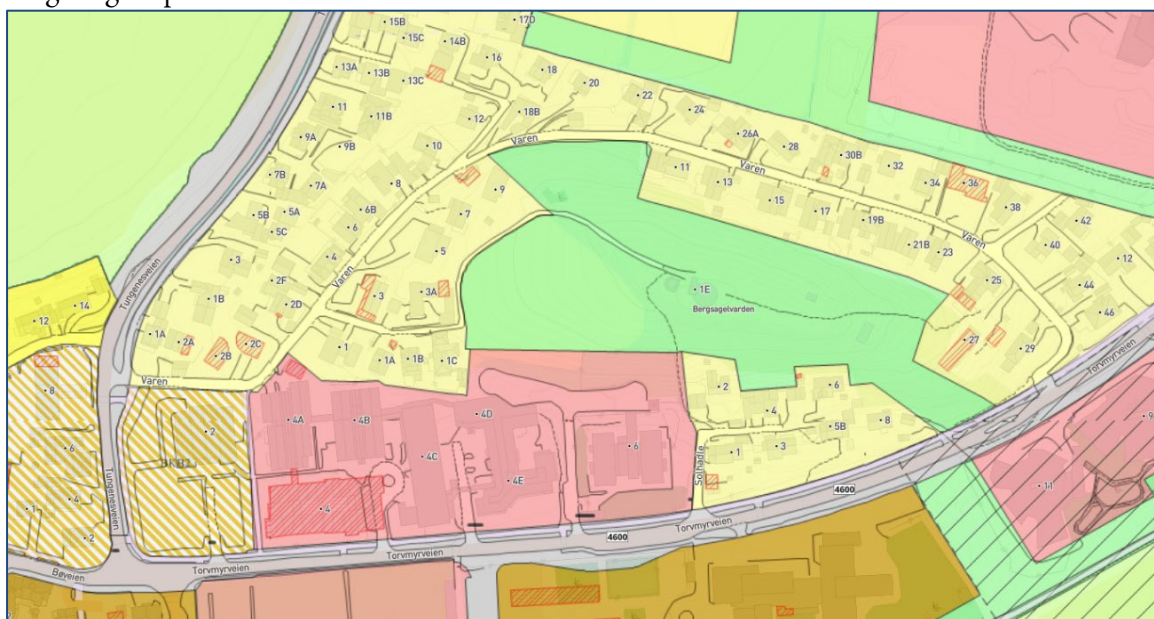 15B
17D
15C
14B
16
13A
13B
13C
18
20
22
24
11
11B
12
18B
26A
28
30B
32
34
36
38
42
9A
9B
10
Varen
11
13
Varen
15
17
19B
21B
23
Varen
40
12
7B
7A
8
9
5B
5A
6B
7
5C
6
5
4
3
2F
Varen
3
3A
2D
1B
1E
Bergsagelvarden
25
44
46
14
12
1A
2A
2B
2C
1
1A
1B
1C
27
29
Tungenesveien
Varen
Torvmyrveien
8
2
6
4
5B
8
1
3
Solhadle
4A
4B
4C
4D
4E
6
2
6
4
4
1
2
11
9
Tungenesveien
4600
Torvmyrveien
4600
Torvmyrveien
Torvmyrveien
Bøveien